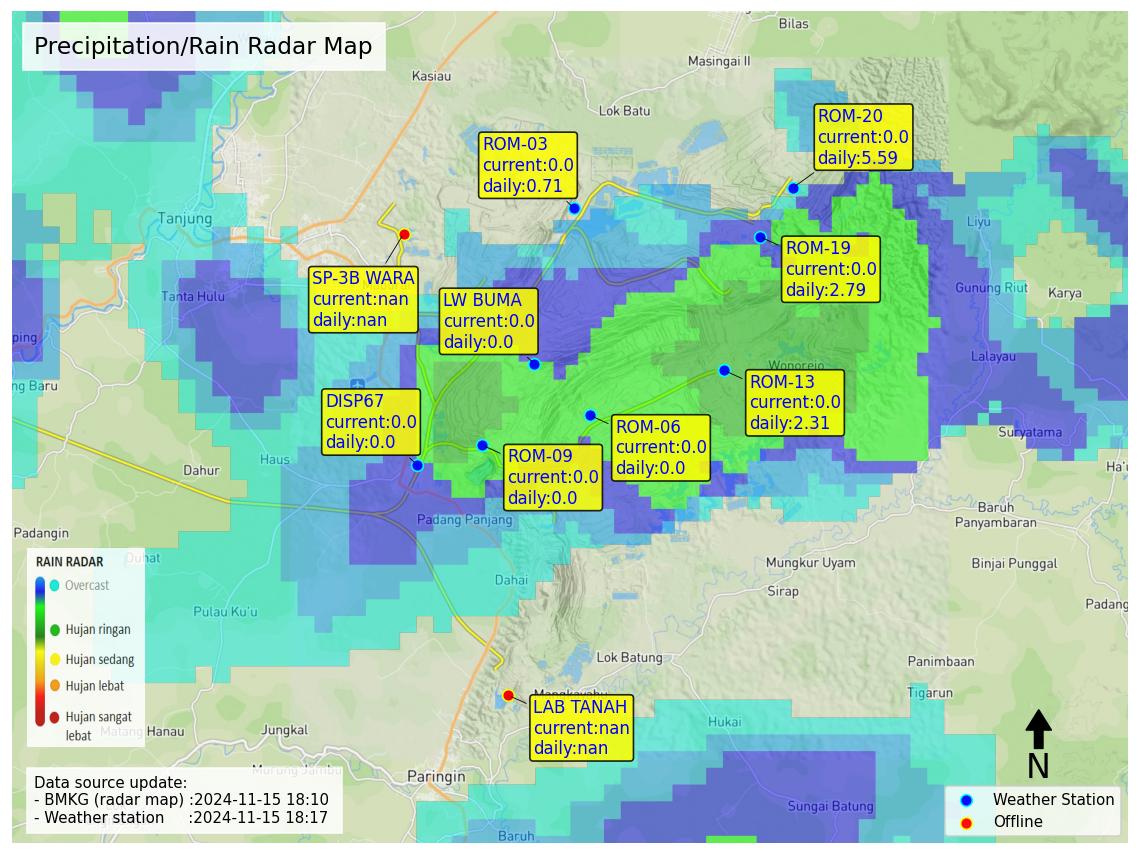 Precipitation/Rain Radar Map
Bilas
Masingai II
Kasiau
Lok Batu
ROM-20
current:0.0
daily:5.59
ROM-03
current:0.0
daily:0.71
Tanjung
Liyu
ROM-19
current:0.0
daily:2.79
SP-3B WARA
current:nan
daily:nan
Tanta Hulu
LW BUMA
current:0.0
daily:0.0
Gunung Riut
Karya
ping
Lalayau
Wonorejo
ng Baru
ROM-13
current:0.0
daily:2.31
DISP67
current:0.0
daily:0.0
ROM-06
current:0.0
daily:0.0
Suryatama
Haus
Dahur
ROM-09
current:0.0
daily:0.0
Ha'u
Padang Panjang
Baruh
Panyambaran
Padangin
RAIN RADAR
Overcast
Hujan ringan
Hujan sedang
Hujan lebat
Hujan sangat
lebat
Mungkur Uyam
Binjai Punggal
Dahai
Sirap
Padang
Pulau Ku'u
Lok Batung
Panimbaan
Tigarun
LAB TANAH
current:nan
daily:nan
Hukai
Manau
Jungkal
Paringin
Sungai Batung
Baruh
N
Data source update:
- BMKG (radar map) :2024-11-15 18:10
- Weather station :2024-11-15 18:17
Weather Station
Offline